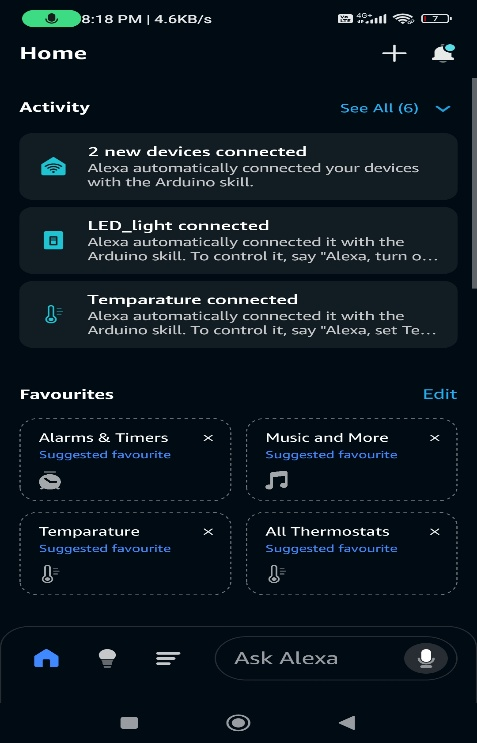 8:18 PM | 4.6KB/s
4G+
7
Home
Activity
See All (6)
2 new devices connected
Alexa automatically connected your devices
with the Arduino skill.
LED_light connected
Alexa automatically connected it with the
Arduino skill. To control it, say "Alexa, turn o...
Temparature connected
Alexa automatically connected it with the
Arduino skill. To control it, say "Alexa, set Te...
Favourites
Edit
Alarms & Timers
Suggested favourite
Music and More
Suggested favourite
Temparature
Suggested favourite
All Thermostats
Suggested favourite
Ask Alexa